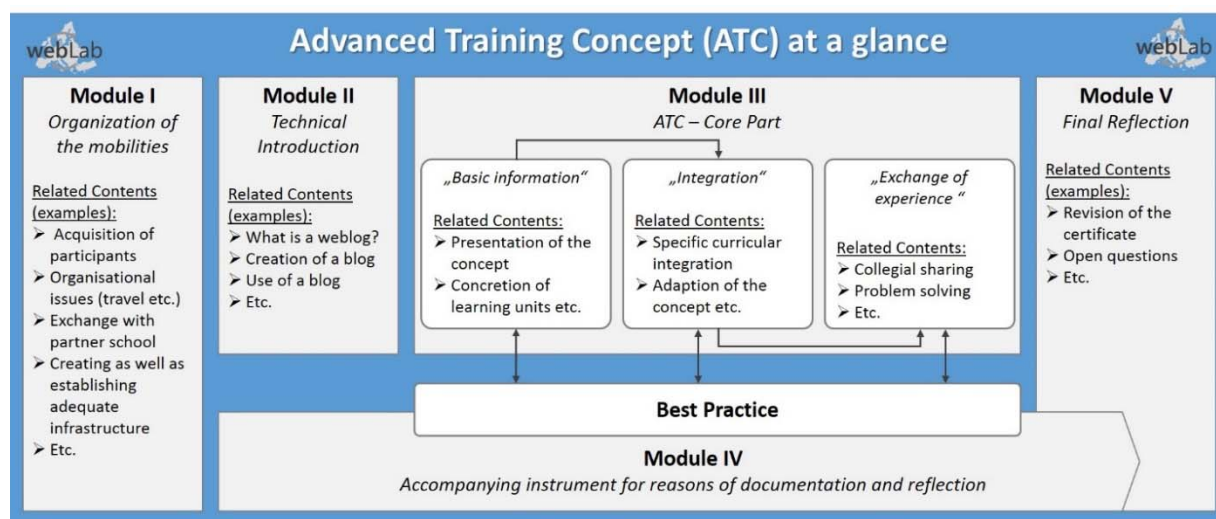 webLab
Advanced Training Concept (ATC) at a glance
webLab
Module I
Organization of
the mobilities
Related Contents
(examples):
➢ Acquisition of
participants
➢ Organisational
issues (travel etc.)
➢ Exchange with
partner school
➢ Creating as well as
establishing
adequate
infrastructure
➢ Etc.
Module II
Technical
Introduction
Related Contents
(examples):
➢ What is a weblog?
➢ Creation of a blog
➢ Use of a blog
➢ Etc.
Module III
ATC – Core Part
„Basic information“
Related Contents:
➢ Presentation of the
concept
➢ Concretion of
learning units etc.
„Integration“
Related Contents:
➢ Specific curricular
integration
➢ Adaption of the
concept etc.
„Exchange of
experience “
Related Contents:
➢ Collegial sharing
➢ Problem solving
➢ Etc.
Module V
Final Reflection
Related Contents
(examples):
➢ Revision of the
certificate
➢ Open questions
➢ Etc.
Best Practice
Module IV
Accompanying instrument for reasons of documentation and reflection